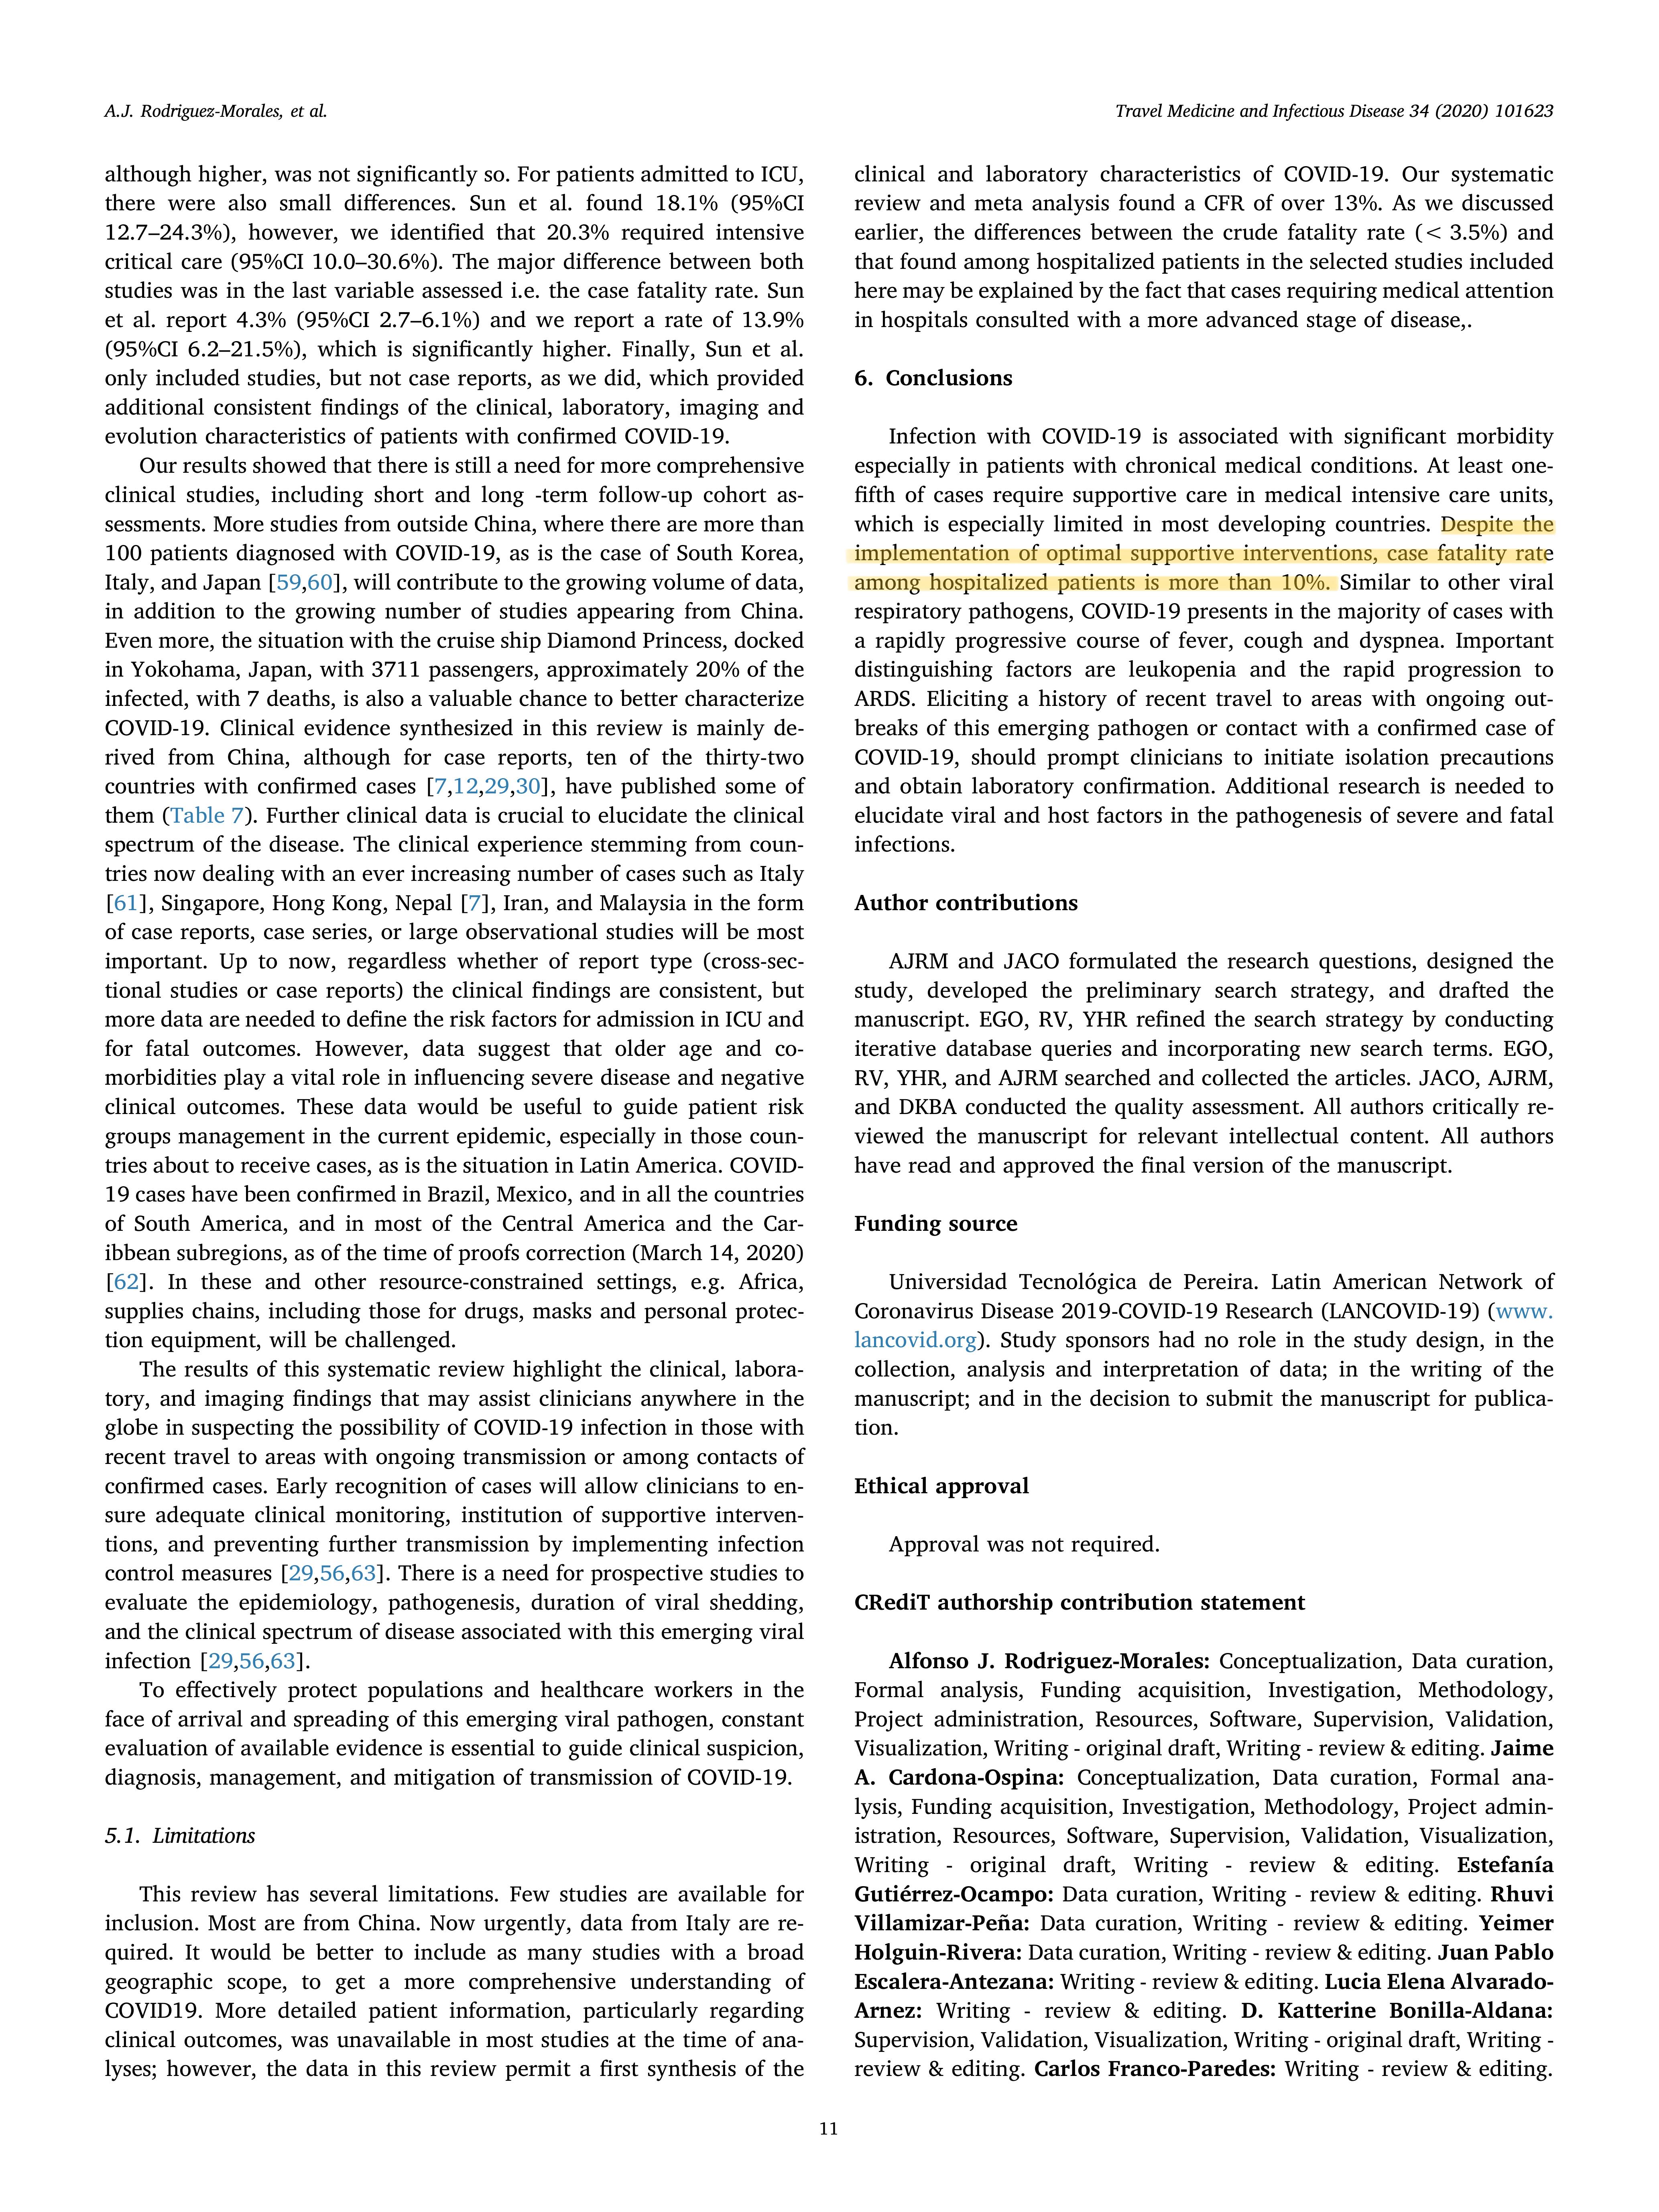 A.J. Rodriguez-Morales, et al.
Travel Medicine and Infectious Disease 34 (2020) 101623
although higher, was not significantly so. For patients admitted to ICU,
there were also small differences. Sun et al. found 18.1% (95%CI
12.7–24.3%), however, we identified that 20.3% required intensive
critical care (95%CI 10.0–30.6%). The major difference between both
studies was in the last variable assessed i.e. the case fatality rate. Sun
et al. report 4.3% (95%CI 2.7–6.1%) and we report a rate of 13.9%
(95%CI 6.2–21.5%), which is significantly higher. Finally, Sun et al.
only included studies, but not case reports, as we did, which provided
additional consistent findings of the clinical, laboratory, imaging and
evolution characteristics of patients with confirmed COVID-19.
Our results showed that there is still a need for more comprehensive
clinical studies, including short and long -term follow-up cohort as-
sessments. More studies from outside China, where there are more than
100 patients diagnosed with COVID-19, as is the case of South Korea,
Italy, and Japan [59,60], will contribute to the growing volume of data,
in addition to the growing number of studies appearing from China.
Even more, the situation with the cruise ship Diamond Princess, docked
in Yokohama, Japan, with 3711 passengers, approximately 20% of the
infected, with 7 deaths, is also a valuable chance to better characterize
COVID-19. Clinical evidence synthesized in this review is mainly de-
rived from China, although for case reports, ten of the thirty-two
countries with confirmed cases [7,12,29,30], have published some of
them (Table 7). Further clinical data is crucial to elucidate the clinical
spectrum of the disease. The clinical experience stemming from coun-
tries now dealing with an ever increasing number of cases such as Italy
[61], Singapore, Hong Kong, Nepal [7], Iran, and Malaysia in the form
of case reports, case series, or large observational studies will be most
important. Up to now, regardless whether of report type (cross-sec-
tional studies or case reports) the clinical findings are consistent, but
more data are needed to define the risk factors for admission in ICU and
for fatal outcomes. However, data suggest that older age and co-
morbidities play a vital role in influencing severe disease and negative
clinical outcomes. These data would be useful to guide patient risk
groups management in the current epidemic, especially in those coun-
tries about to receive cases, as is the situation in Latin America. COVID-
19 cases have been confirmed in Brazil, Mexico, and in all the countries
of South America, and in most of the Central America and the Car-
ibbean subregions, as of the time of proofs correction (March 14, 2020)
[62]. In these and other resource-constrained settings, e.g. Africa,
supplies chains, including those for drugs, masks and personal protec-
tion equipment, will be challenged.
The results of this systematic review highlight the clinical, labora-
tory, and imaging findings that may assist clinicians anywhere in the
globe in suspecting the possibility of COVID-19 infection in those with
recent travel to areas with ongoing transmission or among contacts of
confirmed cases. Early recognition of cases will allow clinicians to en-
sure adequate clinical monitoring, institution of supportive interven-
tions, and preventing further transmission by implementing infection
control measures [29,56,63]. There is a need for prospective studies to
evaluate the epidemiology, pathogenesis, duration of viral shedding,
and the clinical spectrum of disease associated with this emerging viral
infection [29,56,63].
To effectively protect populations and healthcare workers in the
face of arrival and spreading of this emerging viral pathogen, constant
evaluation of available evidence is essential to guide clinical suspicion,
diagnosis, management, and mitigation of transmission of COVID-19.
5.1. Limitations
This review has several limitations. Few studies are available for
inclusion. Most are from China. Now urgently, data from Italy are re-
quired. It would be better to include as many studies with a broad
geographic scope, to get a more comprehensive understanding of
COVID19. More detailed patient information, particularly regarding
clinical outcomes, was unavailable in most studies at the time of ana-
lyses; however, the data in this review permit a first synthesis of the
clinical and laboratory characteristics of COVID-19. Our systematic
review and meta analysis found a CFR of over 13%. As we discussed
earlier, the differences between the crude fatality rate (< 3.5%) and
that found among hospitalized patients in the selected studies included
here may be explained by the fact that cases requiring medical attention
in hospitals consulted with a more advanced stage of disease,.
6. Conclusions
Infection with COVID-19 is associated with significant morbidity
especially in patients with chronical medical conditions. At least one-
fifth of cases require supportive care in medical intensive care units,
which is especially limited in most developing countries. Despite the
implementation of optimal supportive interventions, case fatality rate
among hospitalized patients is more than 10%. Similar to other viral
respiratory pathogens, COVID-19 presents in the majority of cases with
a rapidly progressive course of fever, cough and dyspnea. Important
distinguishing factors are leukopenia and the rapid progression to
ARDS. Eliciting a history of recent travel to areas with ongoing out-
breaks of this emerging pathogen or contact with a confirmed case of
COVID-19, should prompt clinicians to initiate isolation precautions
and obtain laboratory confirmation. Additional research is needed to
elucidate viral and host factors in the pathogenesis of severe and fatal
infections.
Author contributions
AJRM and JACO formulated the research questions, designed the
study, developed the preliminary search strategy, and drafted the
manuscript. EGO, RV, YHR refined the search strategy by conducting
iterative database queries and incorporating new search terms. EGO,
RV, YHR, and AJRM searched and collected the articles. JACO, AJRM,
and DKBA conducted the quality assessment. All authors critically re-
viewed the manuscript for relevant intellectual content. All authors
have read and approved the final version of the manuscript.
Funding source
Universidad Tecnológica de Pereira. Latin American Network of
Coronavirus Disease 2019-COVID-19 Research (LANCOVID-19) (www.
lancovid.org). Study sponsors had no role in the study design, in the
collection, analysis and interpretation of data; in the writing of the
manuscript; and in the decision to submit the manuscript for publica-
tion.
Ethical approval
Approval was not required.
CRediT authorship contribution statement
Alfonso J. Rodriguez-Morales: Conceptualization, Data curation,
Formal analysis, Funding acquisition, Investigation, Methodology,
Project administration, Resources, Software, Supervision, Validation,
Visualization, Writing - original draft, Writing - review & editing. Jaime
A. Cardona-Ospina: Conceptualization, Data curation, Formal ana-
lysis, Funding acquisition, Investigation, Methodology, Project admin-
istration, Resources, Software, Supervision, Validation, Visualization,
Writing - original draft, Writing - review & editing. Estefanía
Gutiérrez-Ocampo: Data curation, Writing - review & editing. Rhuvi
Villamizar-Peña: Data curation, Writing - review & editing. Yeimer
Holguin-Rivera: Data curation, Writing - review & editing. Juan Pablo
Escalera-Antezana: Writing - review & editing. Lucia Elena Alvarado-
Arnez: Writing - review & editing. D. Katterine Bonilla-Aldana:
Supervision, Validation, Visualization, Writing - original draft, Writing -
review & editing. Carlos Franco-Paredes: Writing - review & editing.
11